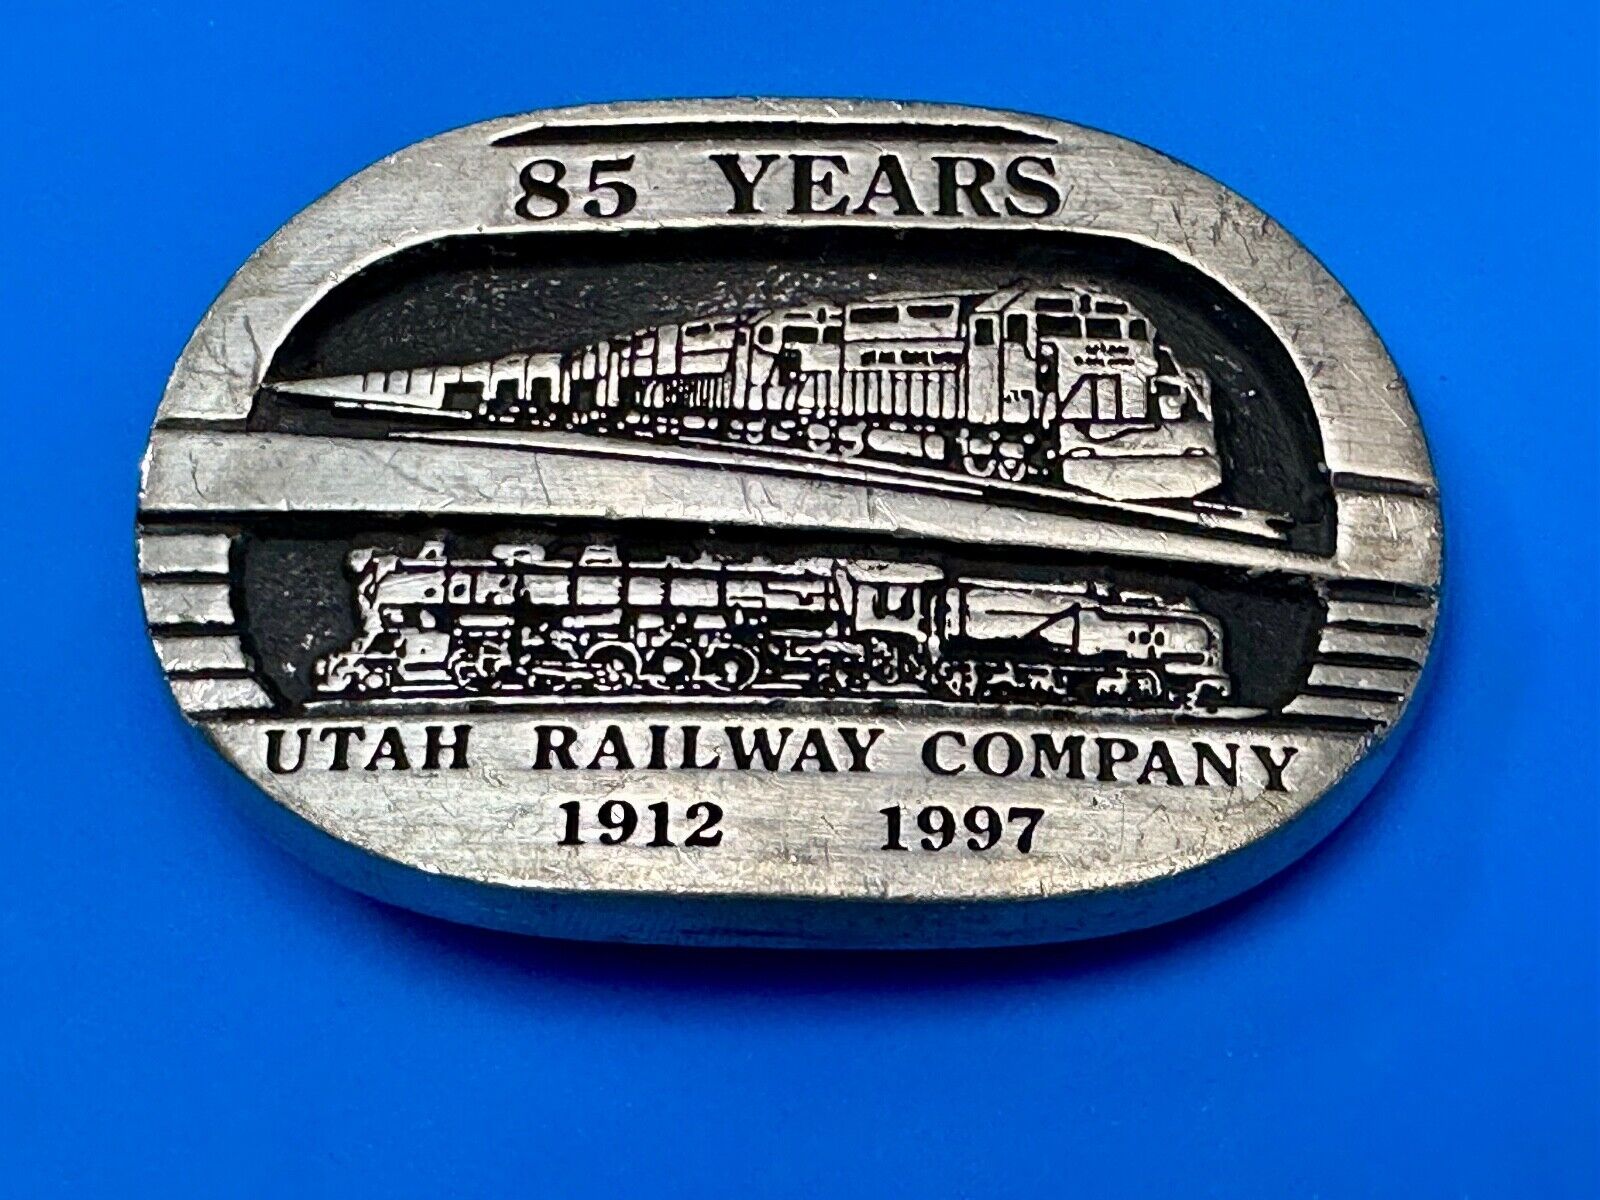 85 YEARS
UTAH RAILWAY COMPANY
1912 1997